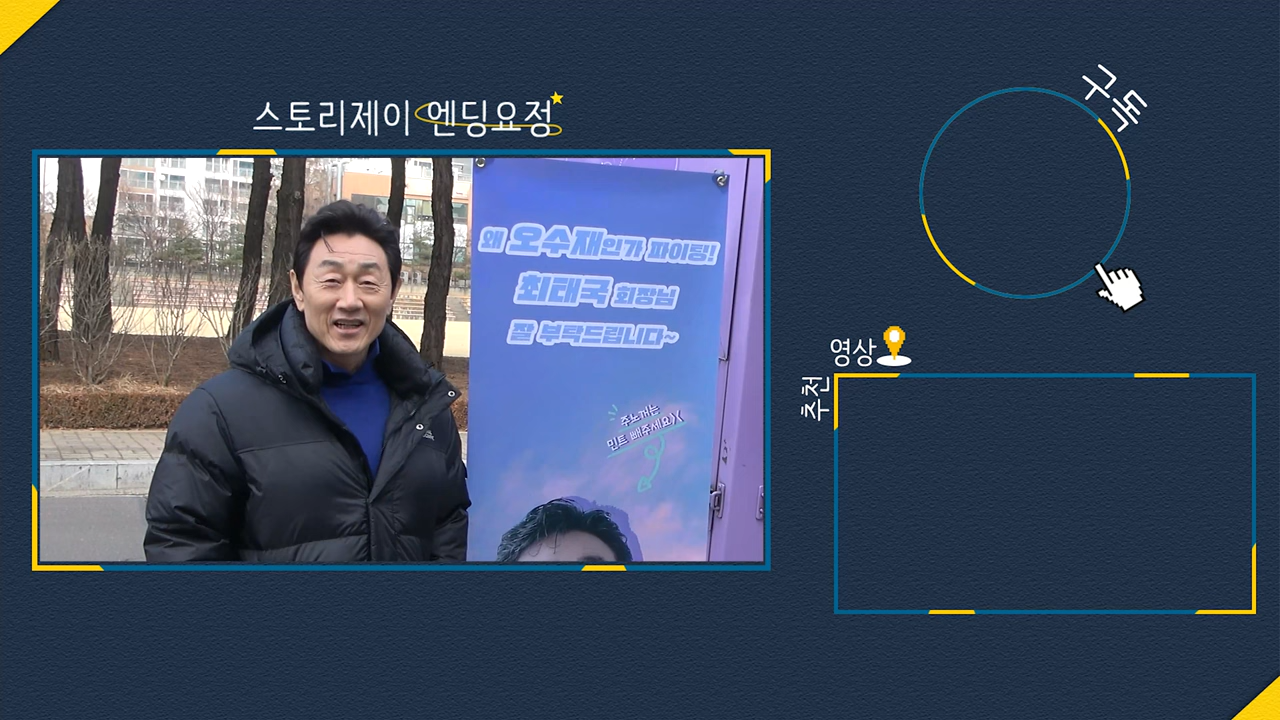 스토리제이 엔딩요정
구독
왜 오수재인가 파이팅!
최태국 회장님
잘 부탁드립니다~
주노꺼는
민트 빼주세요
영상
추천